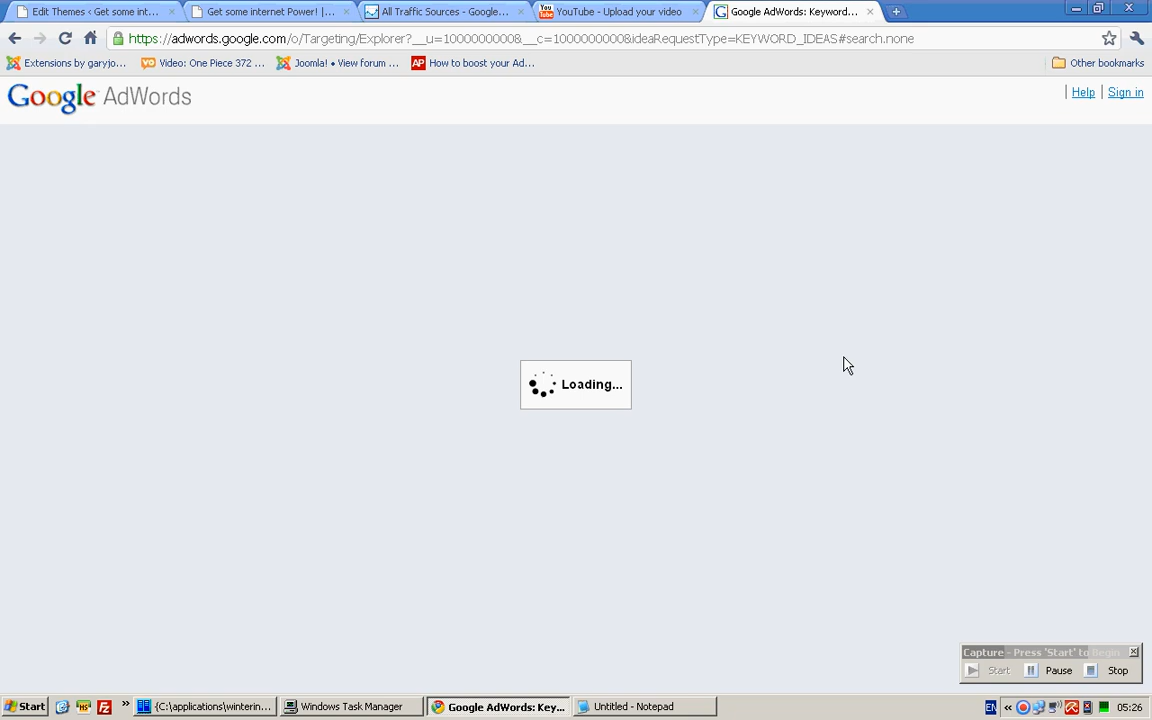 Edit Themes ‹ Get some int...
Get some internet Power! |...
All Traffic Sources - Google...
YouTube - Upload your video
Google AdWords: Keyword...
https://adwords.google.com/o/Targeting/Explorer?__u=1000000000&__c=1000000000&ideaRequestType=KEYWORD_IDEAS#search.none
Extensions by garyjo...
Video: One Piece 372 ...
Joomla! • View forum ...
AP How to boost your Ad...
Other bookmarks
Google AdWords
Help
Sign in
Loading...
Capture - Press 'Start' to Begin
Start
Pause
Stop
Start
{C:\applications\winterin...
Windows Task Manager
Google AdWords: Key...
Untitled - Notepad
EN
05:26